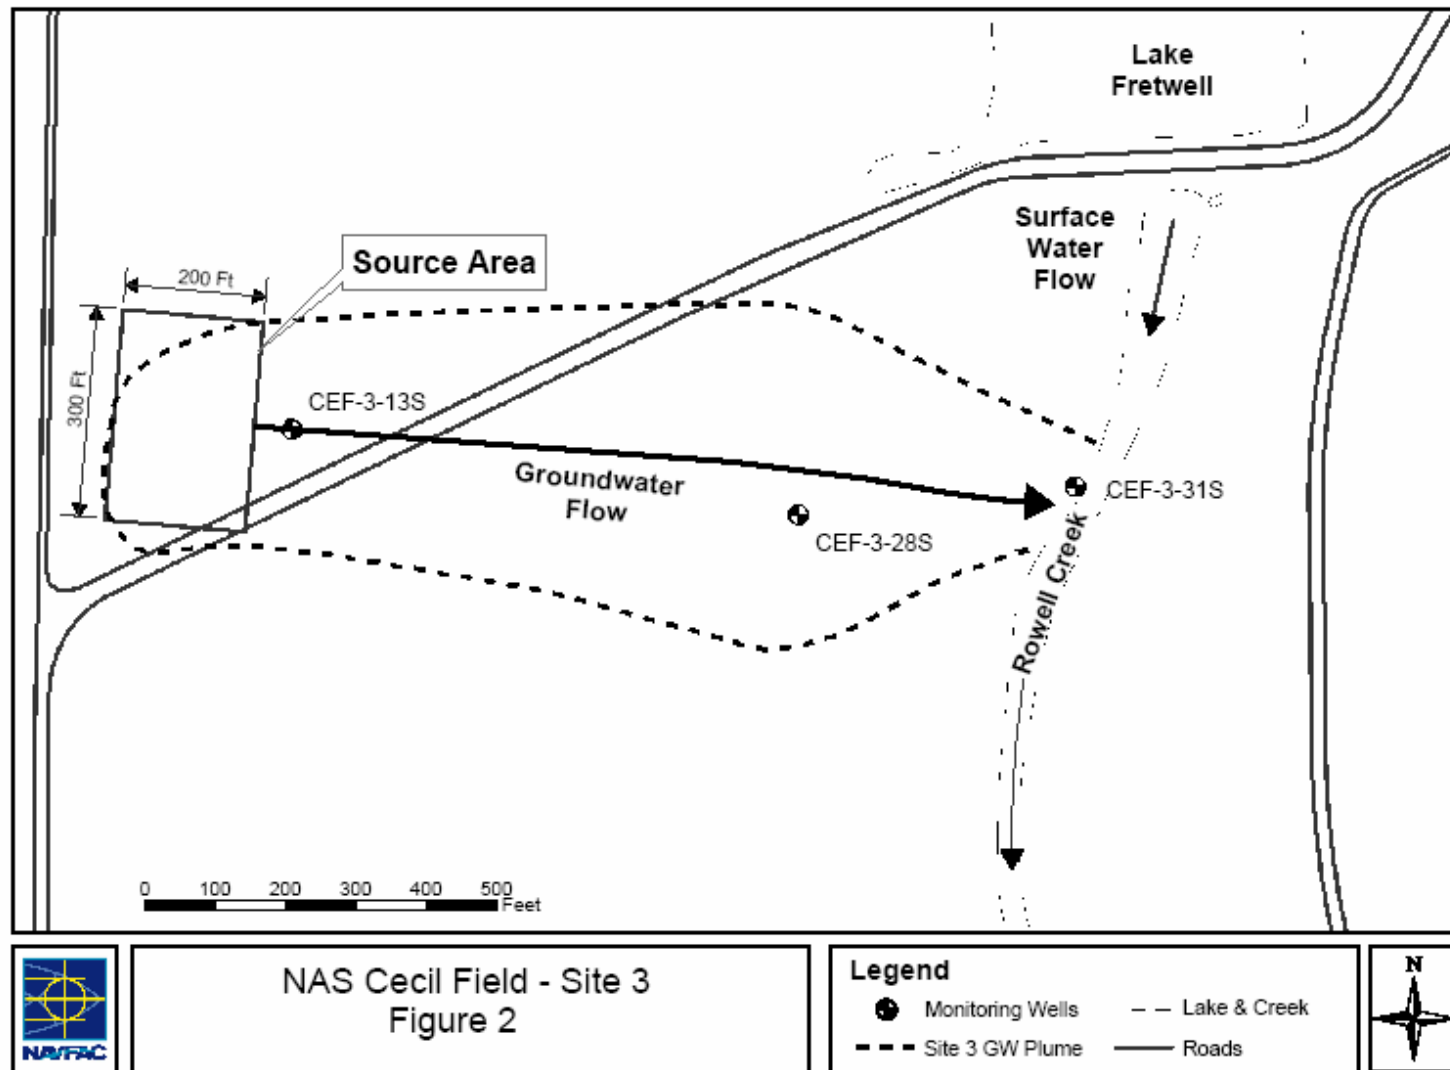 Lake
Fretwell
Surface
Water
Flow
Source Area
200 Ft
300 Ft
CEF-3-13S
Groundwater
Flow
CEF-3-28S
CEF-3-31S
Rowell Creek
0 100 200 300 400 500
Feet
NAVFAC
NAS Cecil Field - Site 3
Figure 2
Legend
Monitoring Wells
Lake & Creek
Site 3 GW Plume
Roads
N